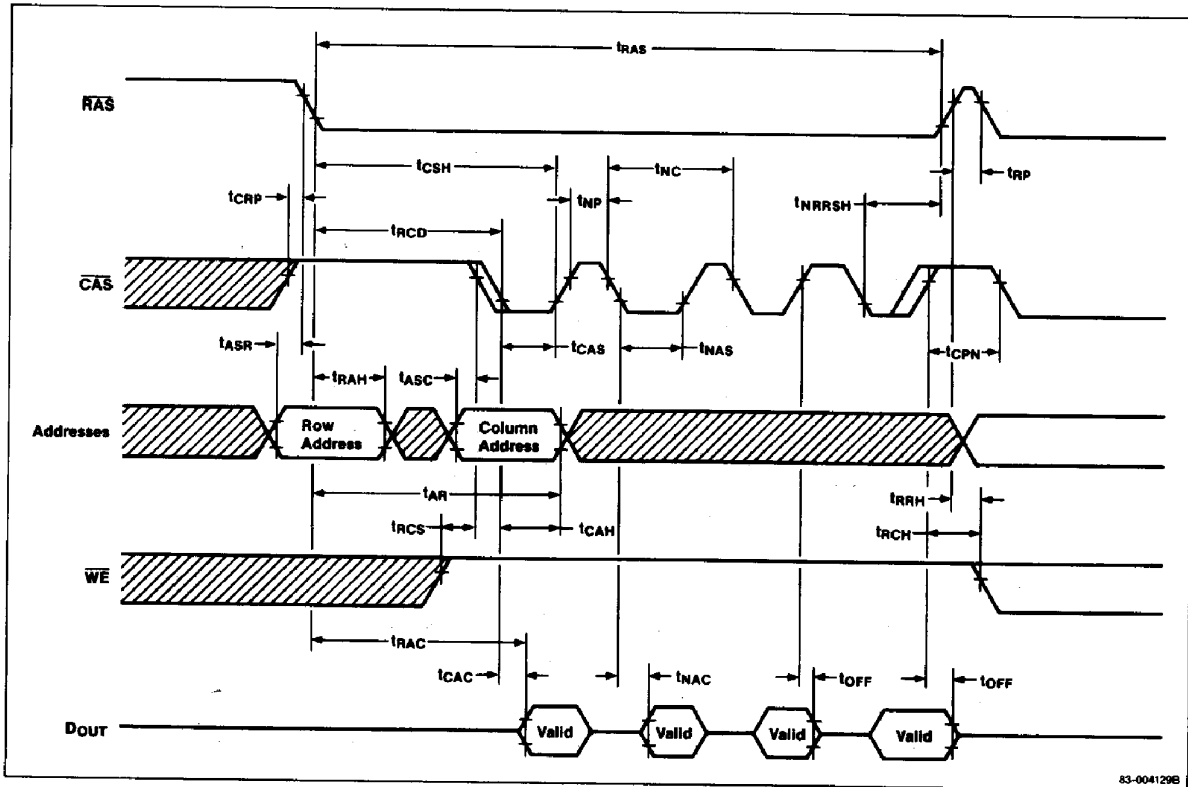 tRAS
RAS
tCSH
tNC
tRP
tCRP
tNP
tNRRSH
tRCD
CAS
tASR
tCAS
tNAS
tCPN
tRAH
tASC
Addresses
Row
Address
Column
Address
tAR
tRRH
tRCS
tCAH
tRCH
WE
tRAC
tCAC
tNAC
tOFF
tOFF
DOUT
Valid
Valid
Valid
Valid
83-004129B